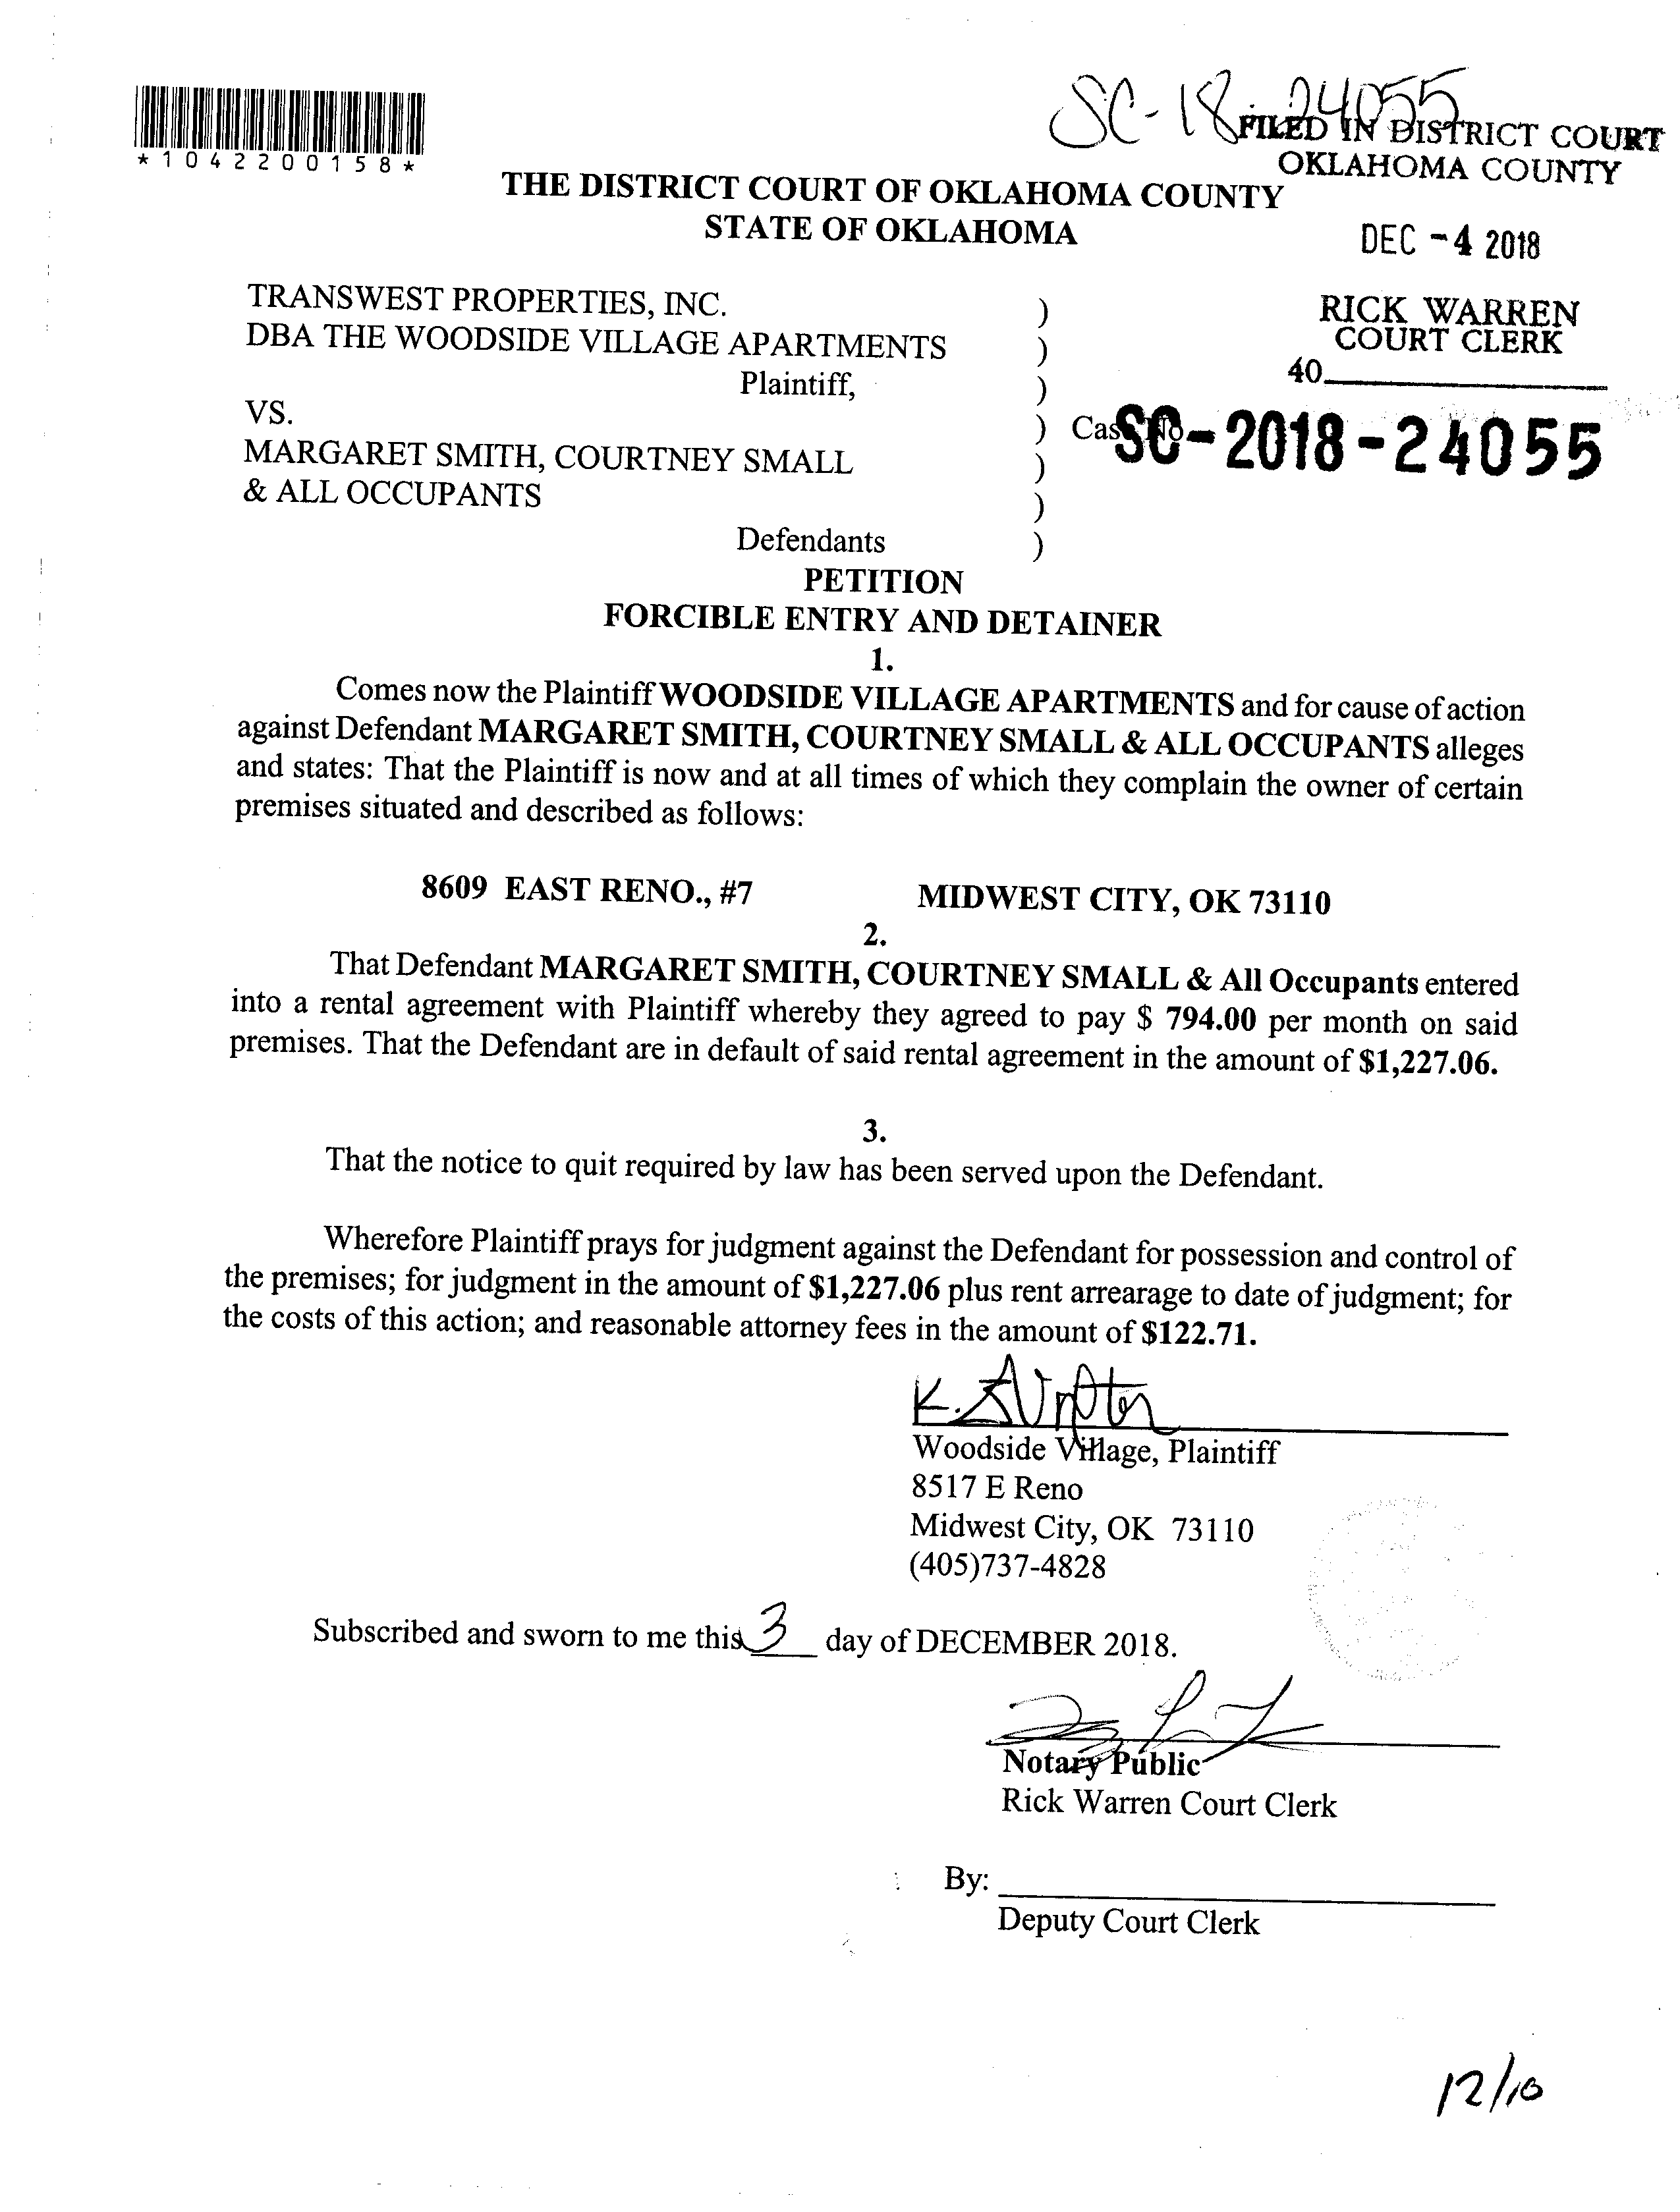 SC-18-24055
*1042200158*
FILED IN DISTRICT COURT
OKLAHOMA COUNTY
THE DISTRICT COURT OF OKLAHOMA COUNTY
STATE OF OKLAHOMA
DEC -4 2018
TRANSWEST PROPERTIES, INC. )
DBA THE WOODSIDE VILLAGE APARTMENTS )
Plaintiff, )
RICK WARREN
COURT CLERK
40
VS. ) Case No.
SC-2018-24055
MARGARET SMITH, COURTNEY SMALL )
& ALL OCCUPANTS )
Defendants )
PETITION
FORCIBLE ENTRY AND DETAINER
1.
Comes now the Plaintiff WOODSIDE VILLAGE APARTMENTS and for cause of action
against Defendant MARGARET SMITH, COURTNEY SMALL & ALL OCCUPANTS alleges
and states: That the Plaintiff is now and at all times of which they complain the owner of certain
premises situated and described as follows:
8609 EAST RENO., #7 MIDWEST CITY, OK 73110
2.
That Defendant MARGARET SMITH, COURTNEY SMALL & All Occupants entered
into a rental agreement with Plaintiff whereby they agreed to pay $ 794.00 per month on said
premises. That the Defendant are in default of said rental agreement in the amount of $1,227.06.
3.
That the notice to quit required by law has been served upon the Defendant.
Wherefore Plaintiff prays for judgment against the Defendant for possession and control of
the premises; for judgment in the amount of $1,227.06 plus rent arrearage to date of judgment; for
the costs of this action; and reasonable attorney fees in the amount of $122.71.
Woodside Village, Plaintiff
8517 E Reno
Midwest City, OK 73110
(405)737-4828
Subscribed and sworn to me this 3 day of DECEMBER 2018.
Notary Public
Rick Warren Court Clerk
By:
Deputy Court Clerk
12/10